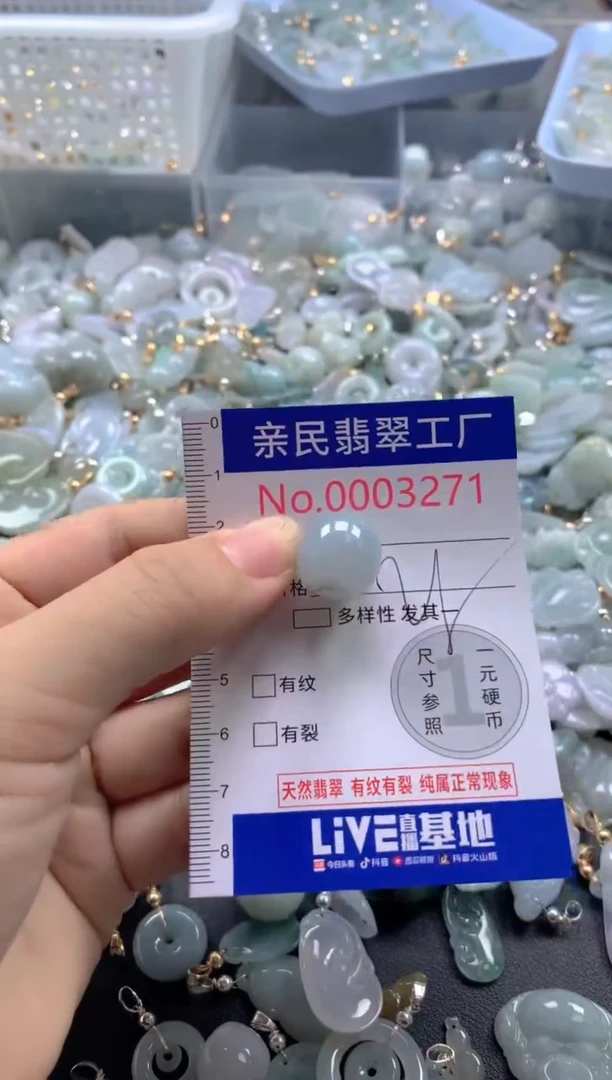 0
亲民翡翠工厂
1
No.0003271
2
格
多样性 发其一
5
有纹
尺寸参照
1
一元硬币
6
有裂
7
天然翡翠 有纹有裂 纯属正常现象
8
LiVE直播基地
今日头条 抖音 西瓜视频 抖音火山版